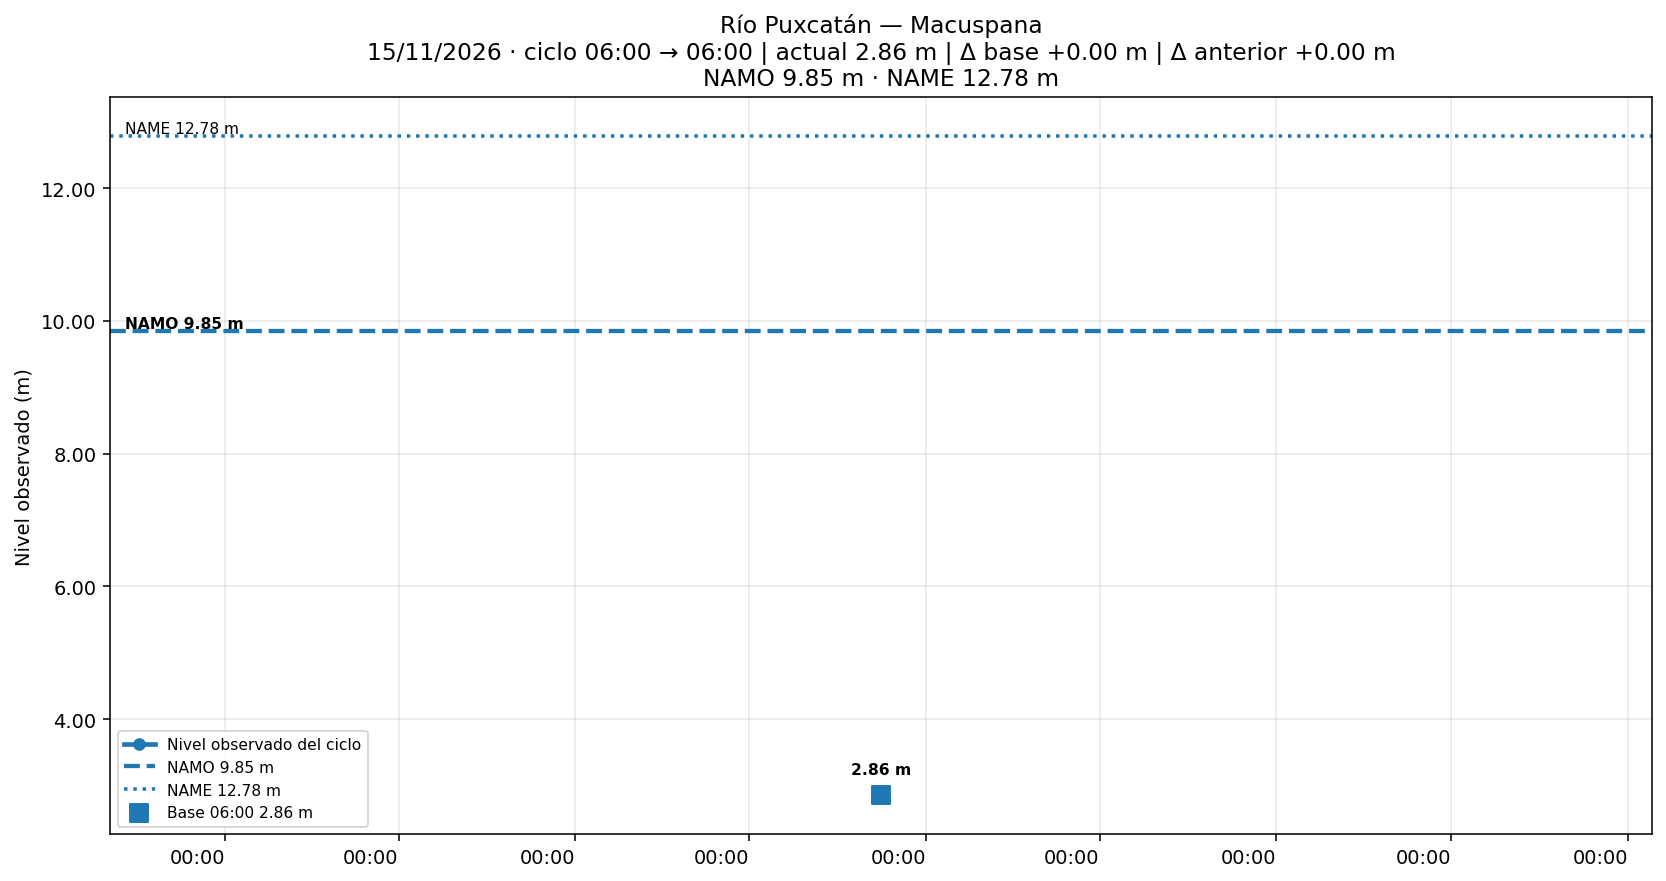 Río Puxcatán — Macuspana
15/11/2026 · ciclo 06:00 → 06:00 | actual 2.86 m | Δ base +0.00 m | Δ anterior +0.00 m
NAMO 9.85 m · NAME 12.78 m
NAME 12.78 m
12.00
NAMO 9.85 m
10.00
Nivel observado (m)
8.00
6.00
4.00
Nivel observado del ciclo
NAMO 9.85 m
NAME 12.78 m
Base 06:00 2.86 m
2.86 m
00:00 00:00 00:00 00:00 00:00 00:00 00:00 00:00 00:00